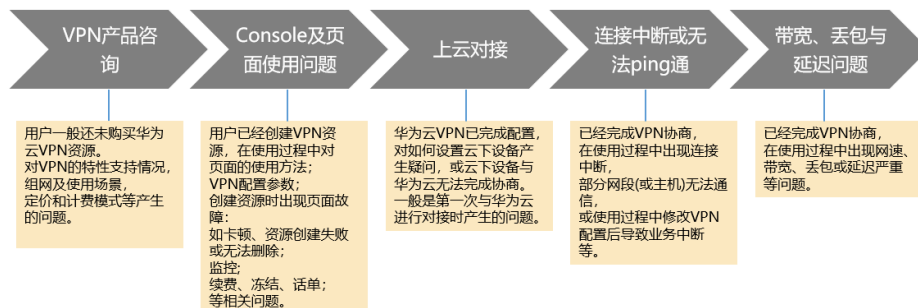 VPN产品咨
询
Console及页
面使用问题
上云对接
连接中断或无
法ping通
带宽、丢包与
延迟问题
用户一般还未购买华为
云VPN资源。
对VPN的特性支持情况,
组网及使用场景,
定价和计费模式等产生
的问题。
用户已经创建VPN资
源，在使用过程中对
页面的使用方法；
VPN配置参数；
创建资源时出现页面故
障：
如卡顿、资源创建失败
或无法删除；
监控;
续费、冻结、话单；
等相关问题。
华为云VPN已完成配置，
对如何设置云下设备产
生疑问，或云下设备与
华为云无法完成协商。
一般是第一次与华为云
进行对接时产生的问题。
已经完成VPN协商，
在使用过程中出现连接
中断，
部分网段(或主机)无法通
信，
或使用过程中修改VPN
配置后导致业务中断
等。
已经完成VPN协商，
在使用过程中出现网速、
带宽、丢包或延迟严重
等问题。